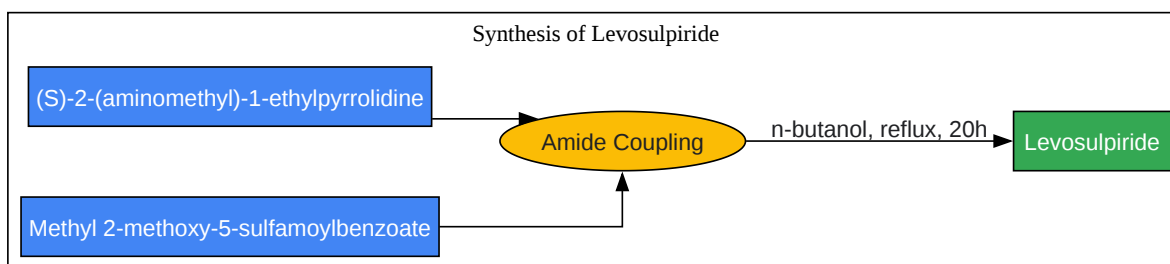 Synthesis of Levosulpiride
(S)-2-(aminomethyl)-1-ethylpyrrolidine
Amide Coupling
n-butanol, reflux, 20h
Levosulpiride
Methyl 2-methoxy-5-sulfamoylbenzoate